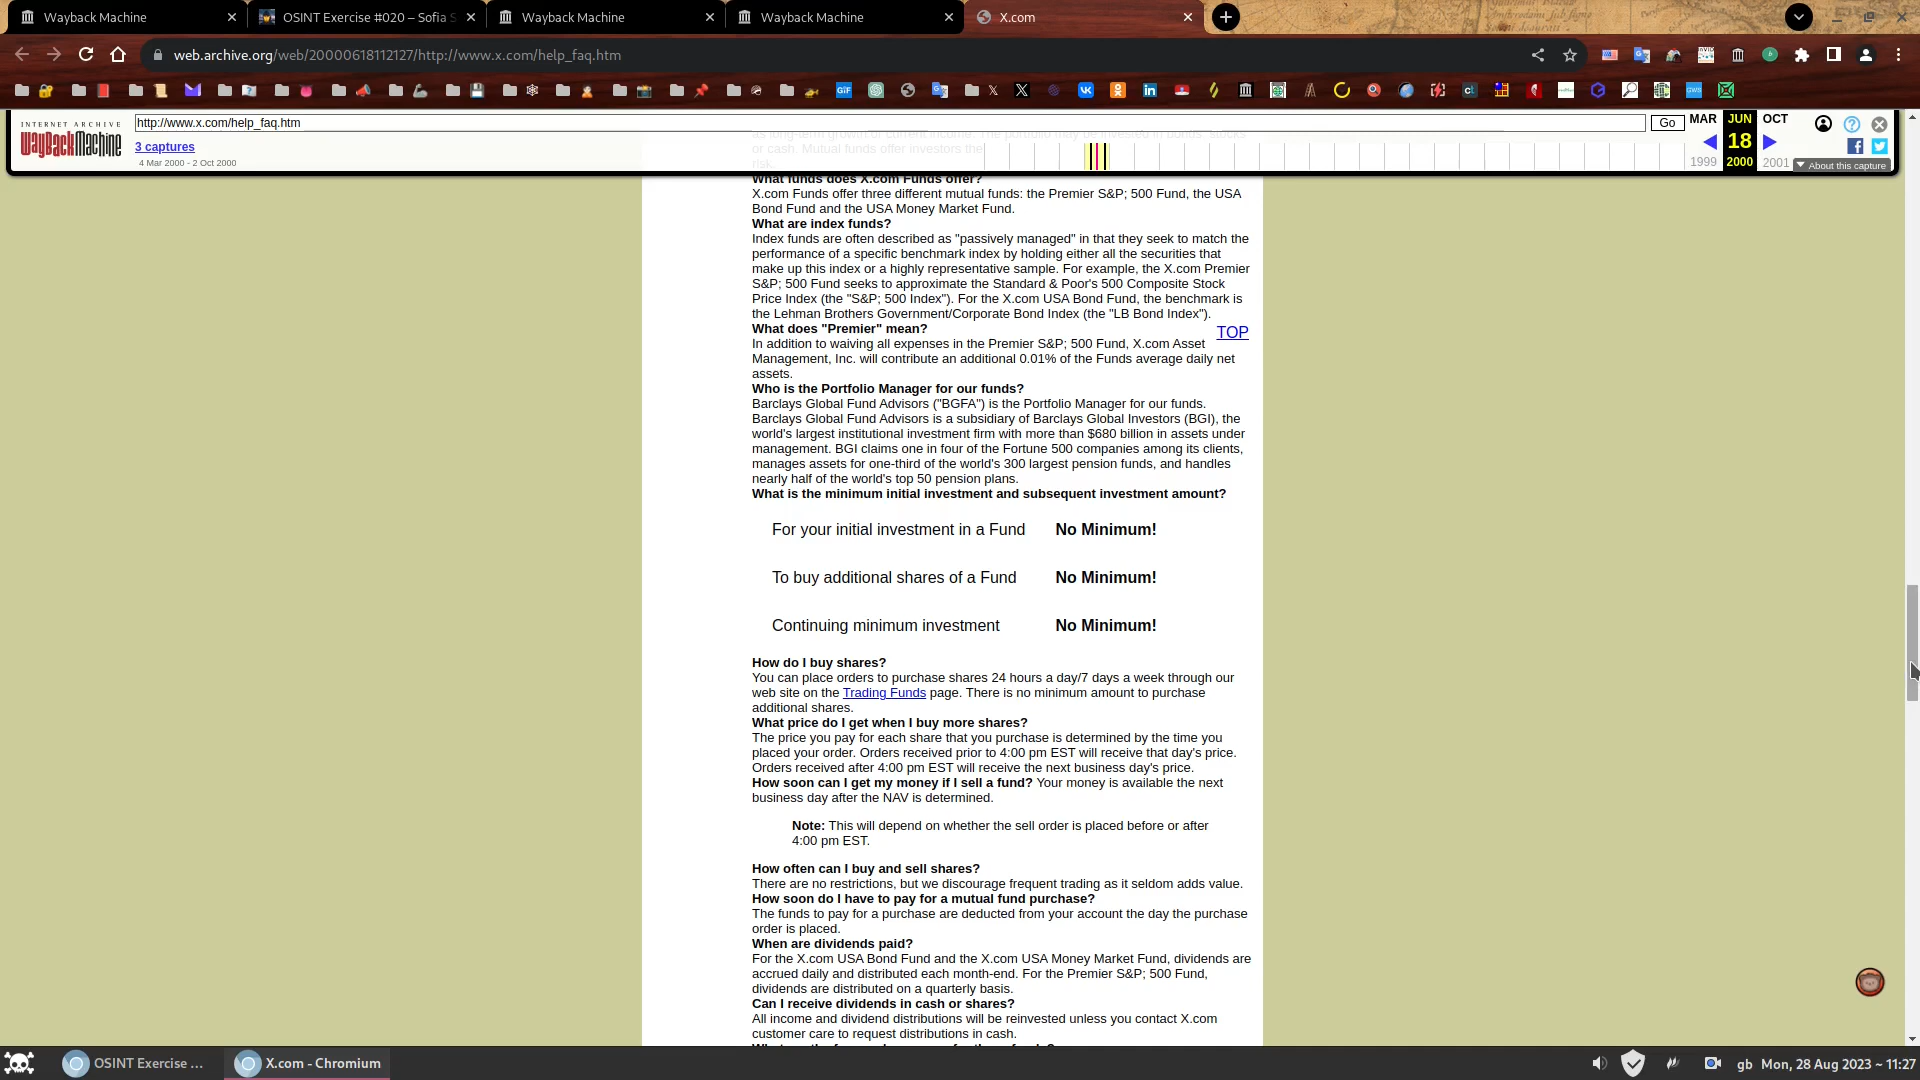 Wayback Machine
OSINT Exercise #020 – Sofia S
Wayback Machine
Wayback Machine
X.com
web.archive.org/web/20000618112127/http://www.x.com/help_faq.htm
INTERNET ARCHIVE
WayBackMachine
http://www.x.com/help_faq.htm
Go
MAR
JUN
OCT
3 captures
18
4 Mar 2000 - 2 Oct 2000
1999
2000
2001
About this capture
as long-term growth or current income. The portfolio may be invested in bonds, stocks
or cash. Mutual funds offer investors the
risk.
What funds does X.com Funds offer?
X.com Funds offer three different mutual funds: the Premier S&P; 500 Fund, the USA
Bond Fund and the USA Money Market Fund.
What are index funds?
Index funds are often described as "passively managed" in that they seek to match the
performance of a specific benchmark index by holding either all the securities that
make up this index or a highly representative sample. For example, the X.com Premier
S&P; 500 Fund seeks to approximate the Standard & Poor's 500 Composite Stock
Price Index (the "S&P; 500 Index"). For the X.com USA Bond Fund, the benchmark is
the Lehman Brothers Government/Corporate Bond Index (the "LB Bond Index").
What does "Premier" mean?
TOP
In addition to waiving all expenses in the Premier S&P; 500 Fund, X.com Asset
Management, Inc. will contribute an additional 0.01% of the Funds average daily net
assets.
Who is the Portfolio Manager for our funds?
Barclays Global Fund Advisors ("BGFA") is the Portfolio Manager for our funds.
Barclays Global Fund Advisors is a subsidiary of Barclays Global Investors (BGI), the
world's largest institutional investment firm with more than $680 billion in assets under
management. BGI claims one in four of the Fortune 500 companies among its clients,
manages assets for one-third of the world's 300 largest pension funds, and handles
nearly half of the world's top 50 pension plans.
What is the minimum initial investment and subsequent investment amount?
For your initial investment in a Fund No Minimum!
To buy additional shares of a Fund No Minimum!
Continuing minimum investment No Minimum!
How do I buy shares?
You can place orders to purchase shares 24 hours a day/7 days a week through our
web site on the Trading Funds page. There is no minimum amount to purchase
additional shares.
What price do I get when I buy more shares?
The price you pay for each share that you purchase is determined by the time you
placed your order. Orders received prior to 4:00 pm EST will receive that day's price.
Orders received after 4:00 pm EST will receive the next business day's price.
How soon can I get my money if I sell a fund? Your money is available the next
business day after the NAV is determined.
Note: This will depend on whether the sell order is placed before or after
4:00 pm EST.
How often can I buy and sell shares?
There are no restrictions, but we discourage frequent trading as it seldom adds value.
How soon do I have to pay for a mutual fund purchase?
The funds to pay for a purchase are deducted from your account the day the purchase
order is placed.
When are dividends paid?
For the X.com USA Bond Fund and the X.com USA Money Market Fund, dividends are
accrued daily and distributed each month-end. For the Premier S&P; 500 Fund,
dividends are distributed on a quarterly basis.
Can I receive dividends in cash or shares?
All income and dividend distributions will be reinvested unless you contact X.com
customer care to request distributions in cash.
OSINT Exercise ...
X.com - Chromium
gb Mon, 28 Aug 2023 ~ 11:27